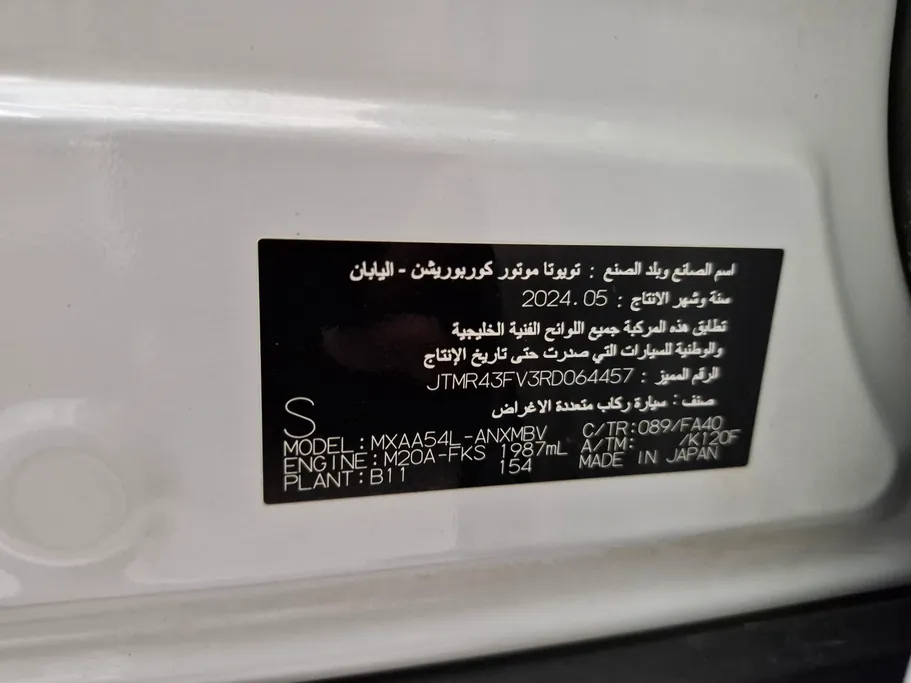 اسم الصانع وبلد الصنع : تويوتا موتور كوربوريشن - اليابان
سنة وشهر الانتاج : 2024.05
تطابق هذه المركبة جميع اللوائح الفنية الخليجية
والوطنية للسيارات التي صدرت حتى تاريخ الإنتاج
الرقم المميز : JTMR43FV3RD064457
صنف : سيارة ركاب متعددة الاغراض
S
MODEL:MXAA54L-ANXMBV C/TR:089/FA40
ENGINE:M20A-FKS 1987mL A/TM: /K120F
PLANT:B11 154 MADE IN JAPAN